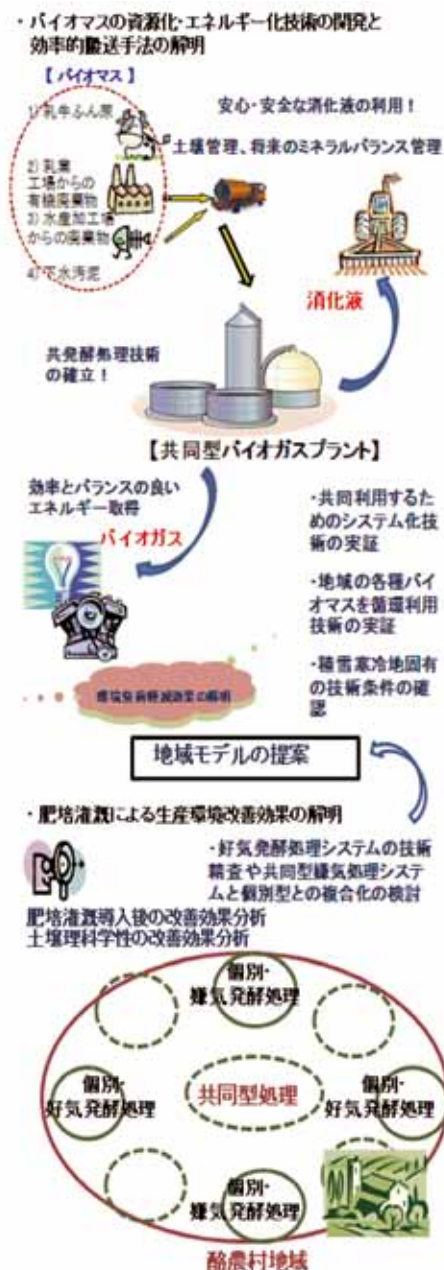 ・バイオマスの資源化・エネルギー化技術の開発と
効率的搬送手法の解明
【バイオマス】
1) 乳牛ふん尿
2) 乳業
工場からの
有機廃棄物
3) 水産加工場
からの廃棄物
4) 下水汚泥
安心・安全な消化液の利用！
土壌管理、将来のミネラルバランス管理
消化液
共発酵処理技術
の確立！
【共同型バイオガスプラント】
効率とバランスの良い
エネルギー取得
バイオガス
・共同利用するた
めのシステム化技
術の実証
・地域の各種バイ
オマスを循環利用
技術の実証
・積雪寒冷地固有
の技術条件の確
認
環境負荷軽減効果の解明
地域モデルの提案
・肥培潅漑による生産環境改善効果の解明
・好気発酵処理システムの技術
精査や共同型嫌気処理システ
ムと個別型との複合化の検討
肥培潅漑導入後の改善効果分析
土壌理科学性の改善効果分析
個別・
嫌気発酵処理
個別・
好気発酵処理
共同型処理
個別・
好気発酵処理
個別・
嫌気発酵処理
酪農村地域